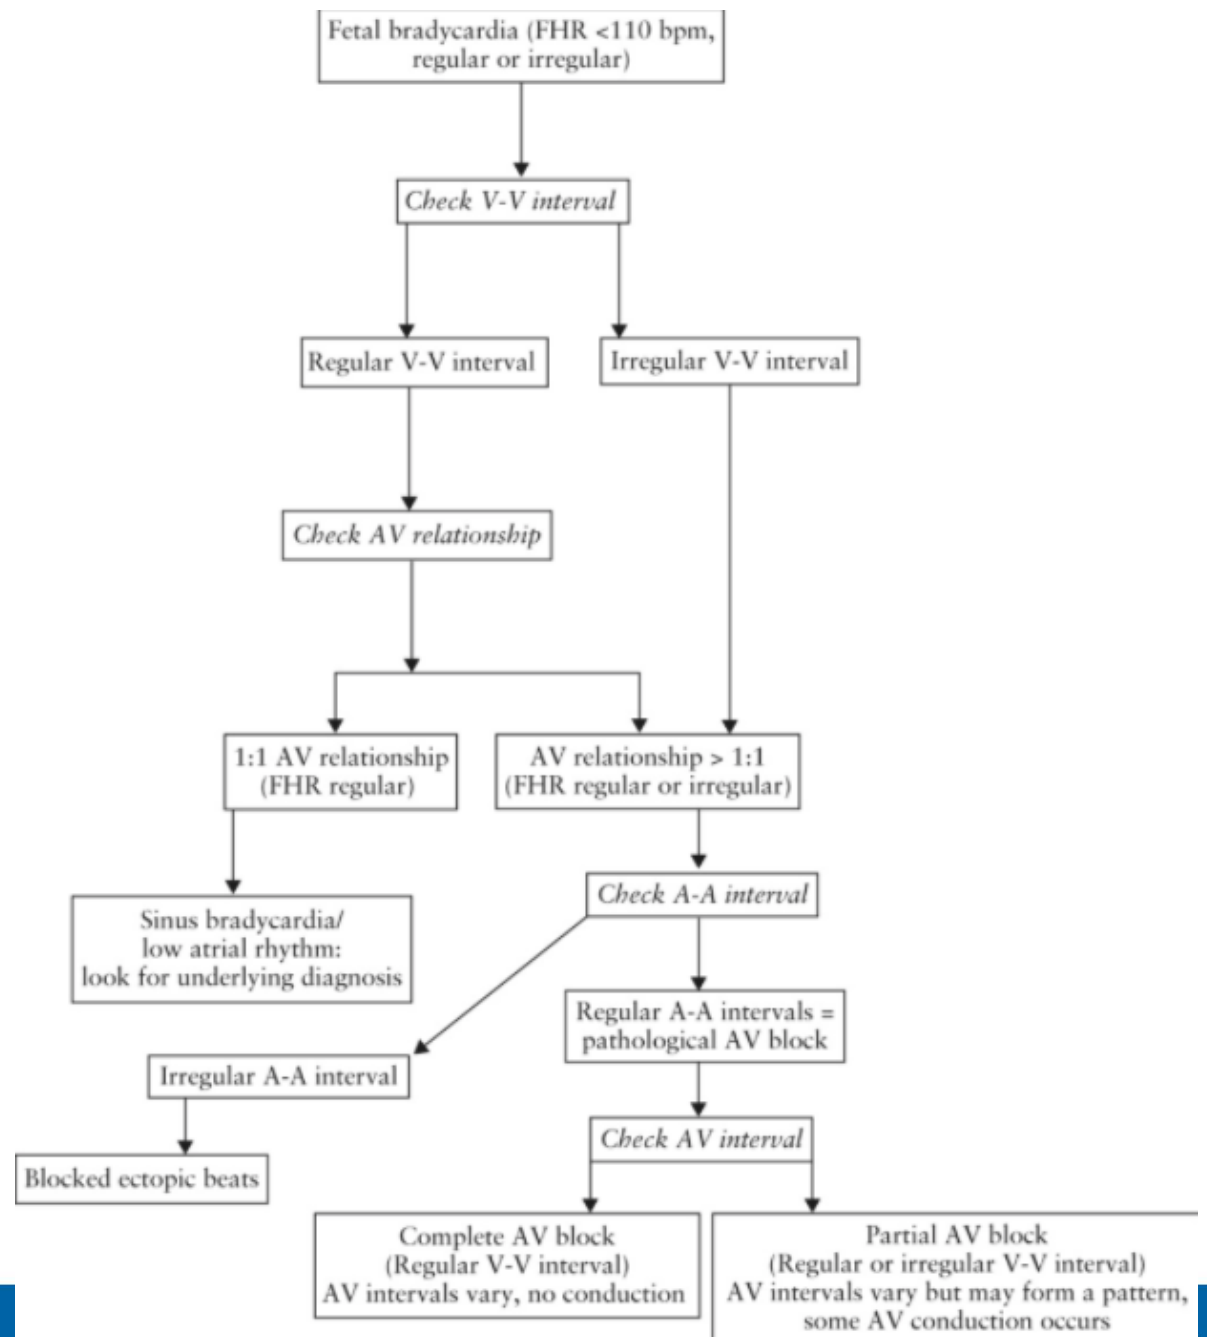 Fetal bradycardia (FHR <110 bpm,
regular or irregular)
Check V-V interval
Regular V-V interval
Irregular V-V interval
Check AV relationship
1:1 AV relationship
(FHR regular)
AV relationship > 1:1
(FHR regular or irregular)
Check A-A interval
Sinus bradycardia/
low atrial rhythm:
look for underlying diagnosis
Regular A-A intervals =
pathological AV block
Irregular A-A interval
Check AV interval
Blocked ectopic beats
Complete AV block
(Regular V-V interval)
AV intervals vary, no conduction
Partial AV block
(Regular or irregular V-V interval)
AV intervals vary but may form a pattern,
some AV conduction occurs